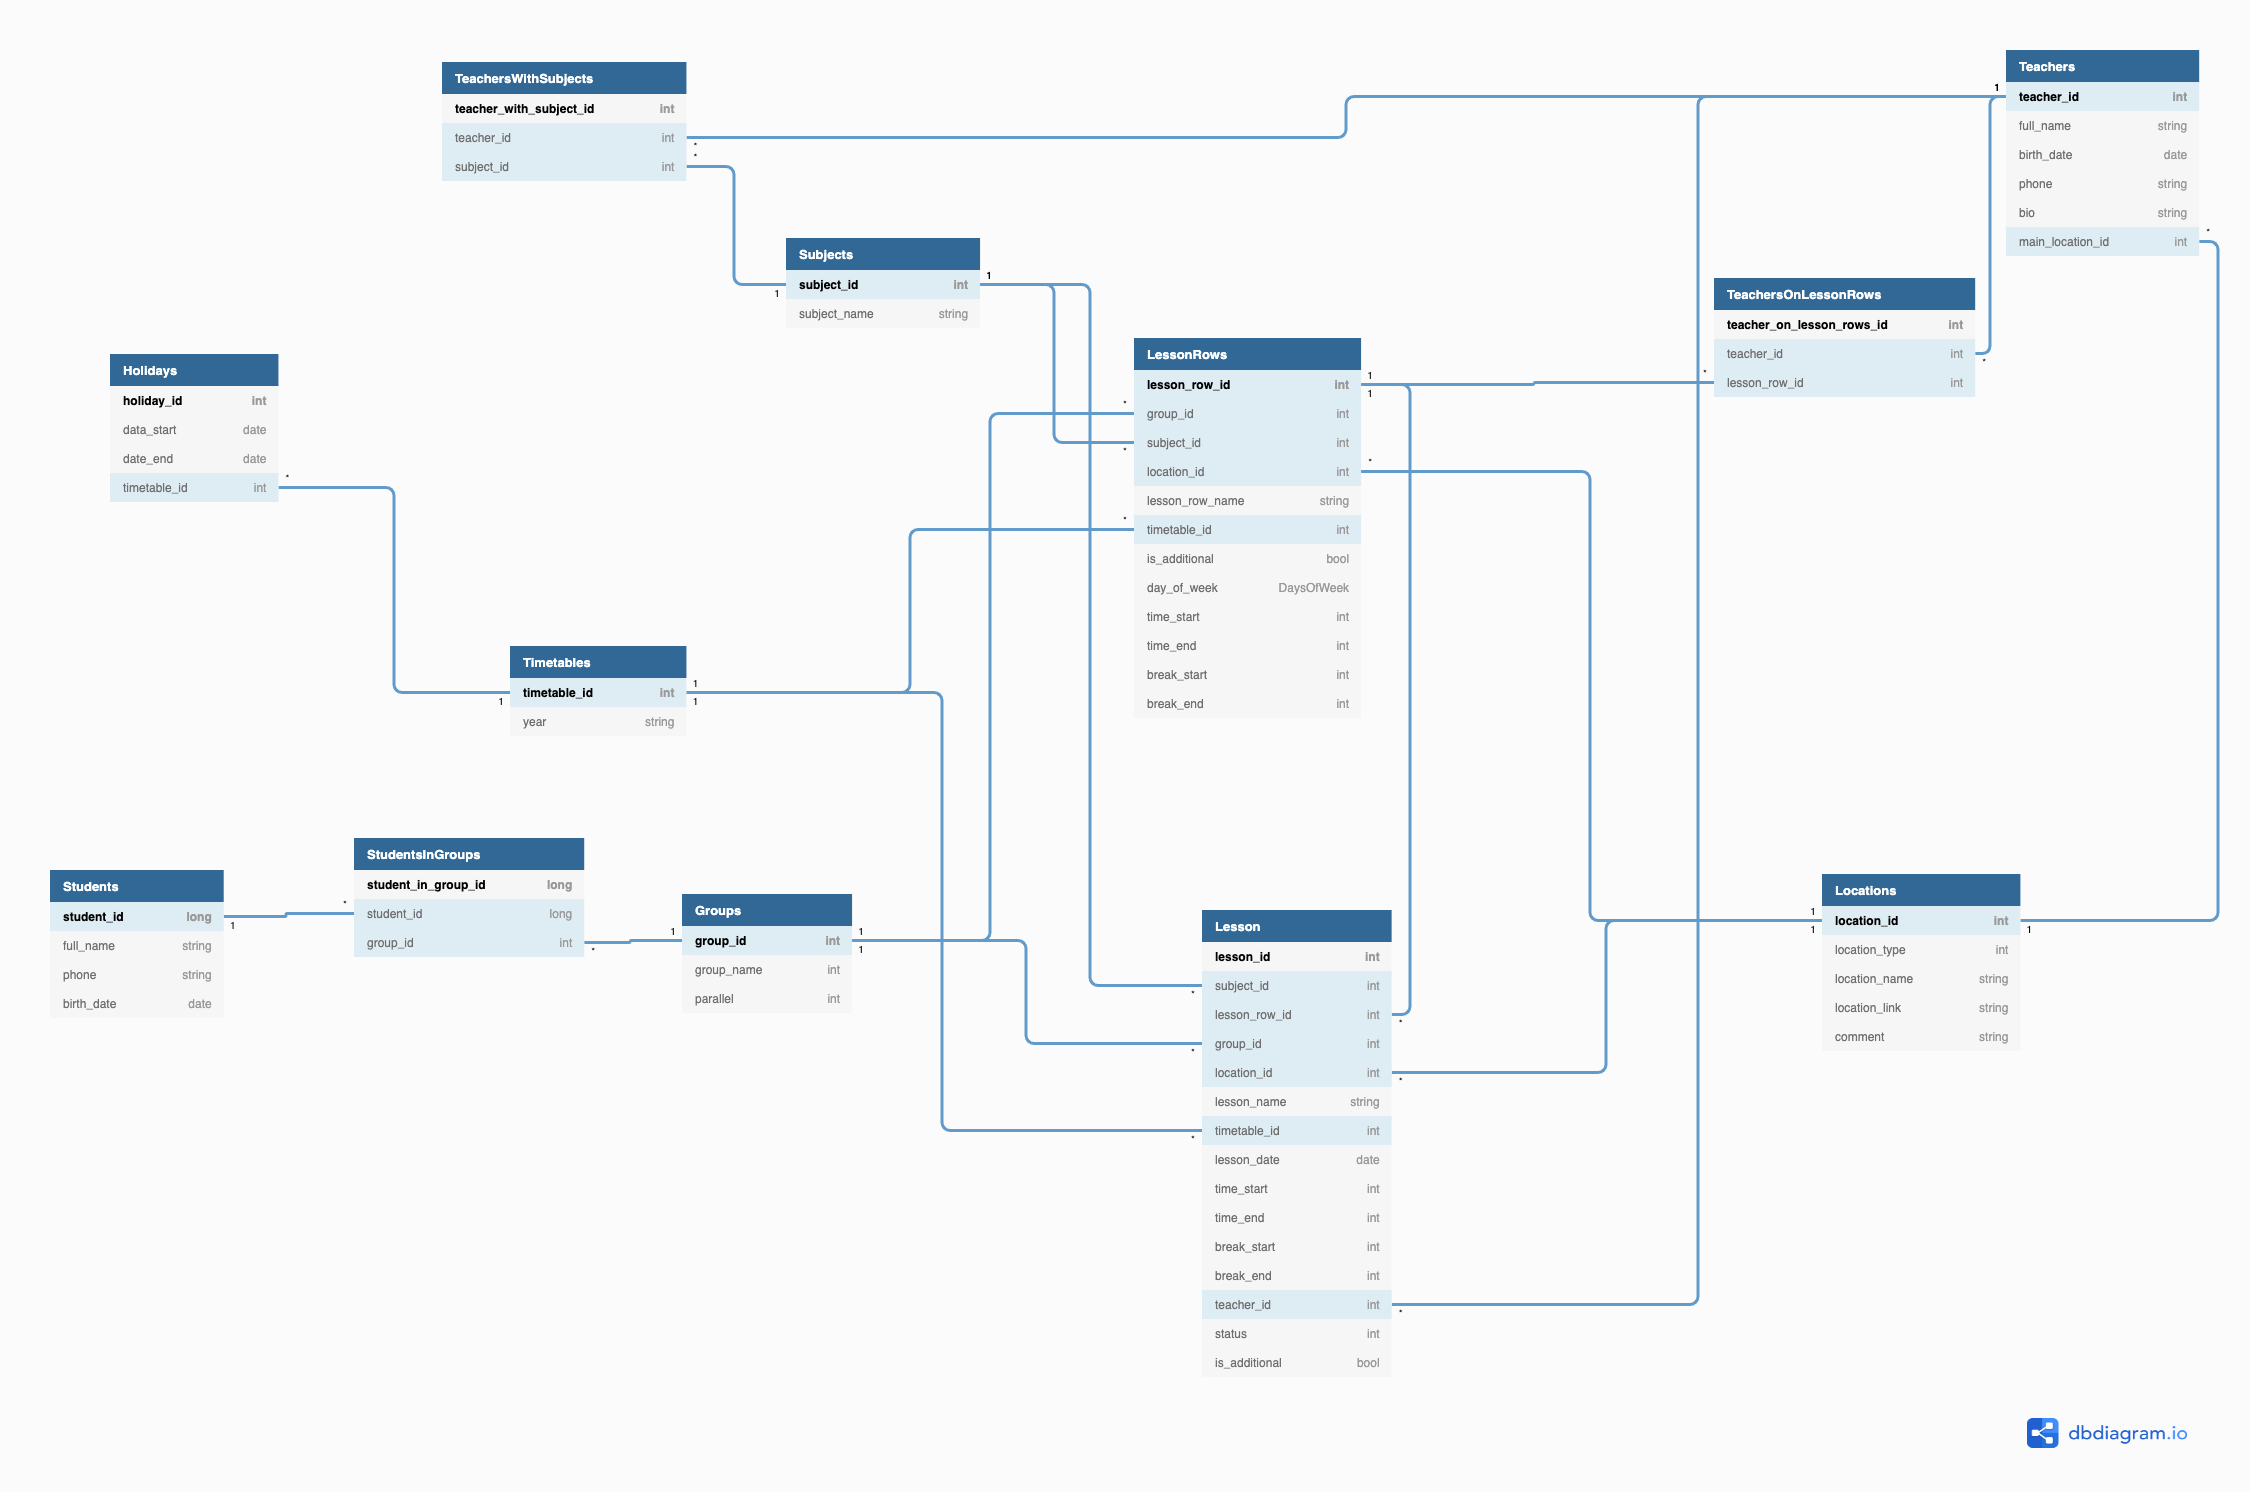 TeachersWithSubjects
teacher_with_subject_id int
teacher_id int
subject_id int
Teachers
teacher_id int
full_name string
birth_date date
phone string
bio string
main_location_id int
Subjects
subject_id int
subject_name string
TeachersOnLessonRows
teacher_on_lesson_rows_id int
teacher_id int
lesson_row_id int
LessonRows
lesson_row_id int
group_id int
subject_id int
location_id int
lesson_row_name string
timetable_id int
is_additional bool
day_of_week DaysOfWeek
time_start int
time_end int
break_start int
break_end int
Holidays
holiday_id int
data_start date
date_end date
timetable_id int
Timetables
timetable_id int
year string
Students
student_id long
full_name string
phone string
birth_date date
StudentsInGroups
student_in_group_id long
student_id long
group_id int
Groups
group_id int
group_name int
parallel int
Lesson
lesson_id int
subject_id int
lesson_row_id int
group_id int
location_id int
lesson_name string
timetable_id int
lesson_date date
time_start int
time_end int
break_start int
break_end int
teacher_id int
status int
is_additional bool
Locations
location_id int
location_type int
location_name string
location_link string
comment string
1
*
*
1
1
*
*
1
1
*
*
*
*
*
*
1
1
1
*
1
*
1
1
1
*
1
1
1
*
*
*
*
*
*
dbdiagram.io